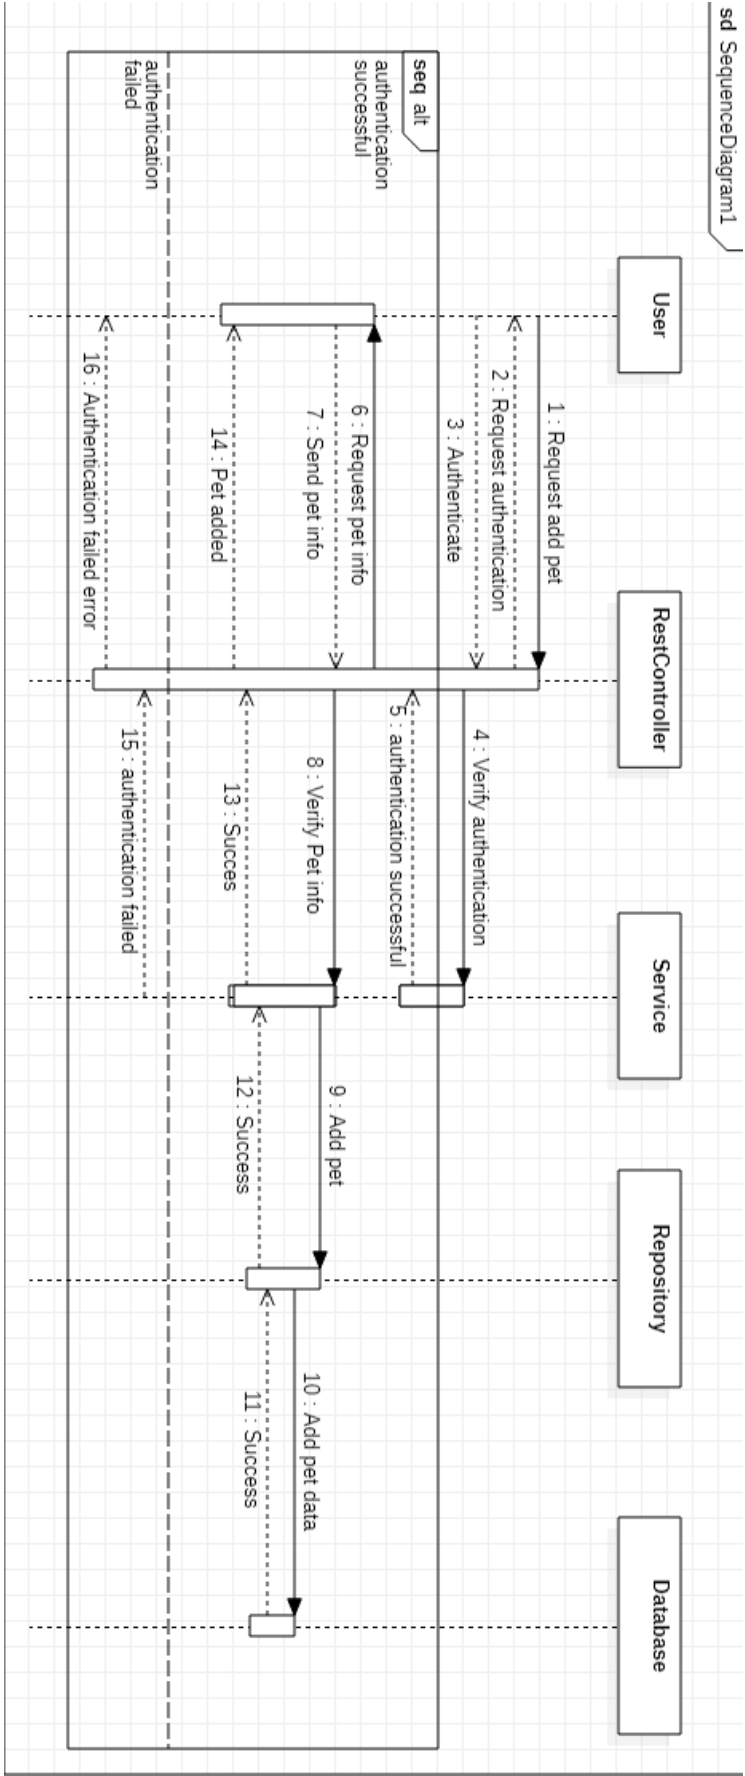 sd SequenceDiagram1
User
RestController
Service
Repository
Database
1 : Request add pet
2 : Request authentication
3 : Authenticate
4 : Verify authentication
seq alt
5 : authentication successful
authentication
successful
6 : Request pet info
7 : Send pet info
8 : Verify Pet info
9 : Add pet
10 : Add pet data
11 : Success
12 : Success
13 : Succes
14 : Pet added
authentication
failed
15 : authentication failed
16 : Authentication failed error